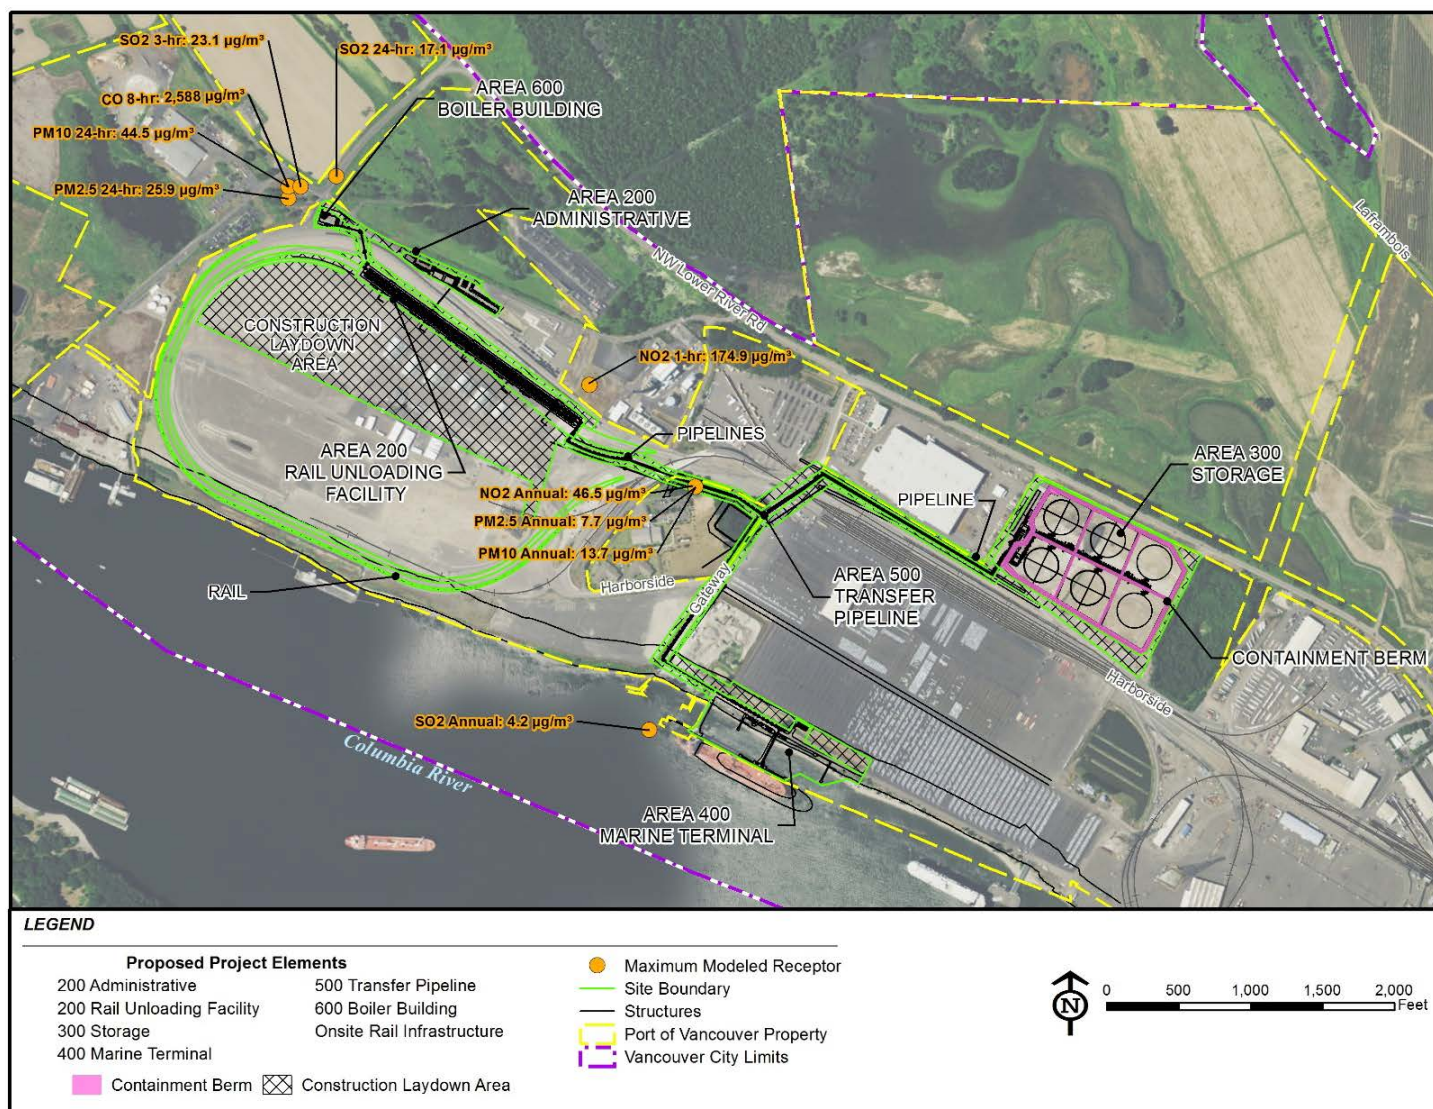 SO2 3-hr: 23.1 µg/m³
SO2 24-hr: 17.1 µg/m³
CO 8-hr: 2,588 µg/m³
AREA 600
BOILER BUILDING
PM10 24-hr: 44.5 µg/m³
PM2.5 24-hr: 25.9 µg/m³
AREA 200
ADMINISTRATIVE
Laframbois
NW Lower River Rd
CONSTRUCTION
LAYDOWN
AREA
NO2 1-hr: 174.9 µg/m³
PIPELINES
AREA 200
RAIL UNLOADING
FACILITY
AREA 300
STORAGE
NO2 Annual: 46.5 µg/m³
PIPELINE
PM2.5 Annual: 7.7 µg/m³
PM10 Annual: 13.7 µg/m³
RAIL
Harborside
Gateway
AREA 500
TRANSFER
PIPELINE
CONTAINMENT BERM
Harborside
SO2 Annual: 4.2 µg/m³
Columbia River
AREA 400
MARINE TERMINAL
LEGEND
Proposed Project Elements
200 Administrative
200 Rail Unloading Facility
300 Storage
400 Marine Terminal
500 Transfer Pipeline
600 Boiler Building
Onsite Rail Infrastructure
Containment Berm
Construction Laydown Area
Maximum Modeled Receptor
Site Boundary
Structures
Port of Vancouver Property
Vancouver City Limits
N
0 500 1,000 1,500 2,000
Feet